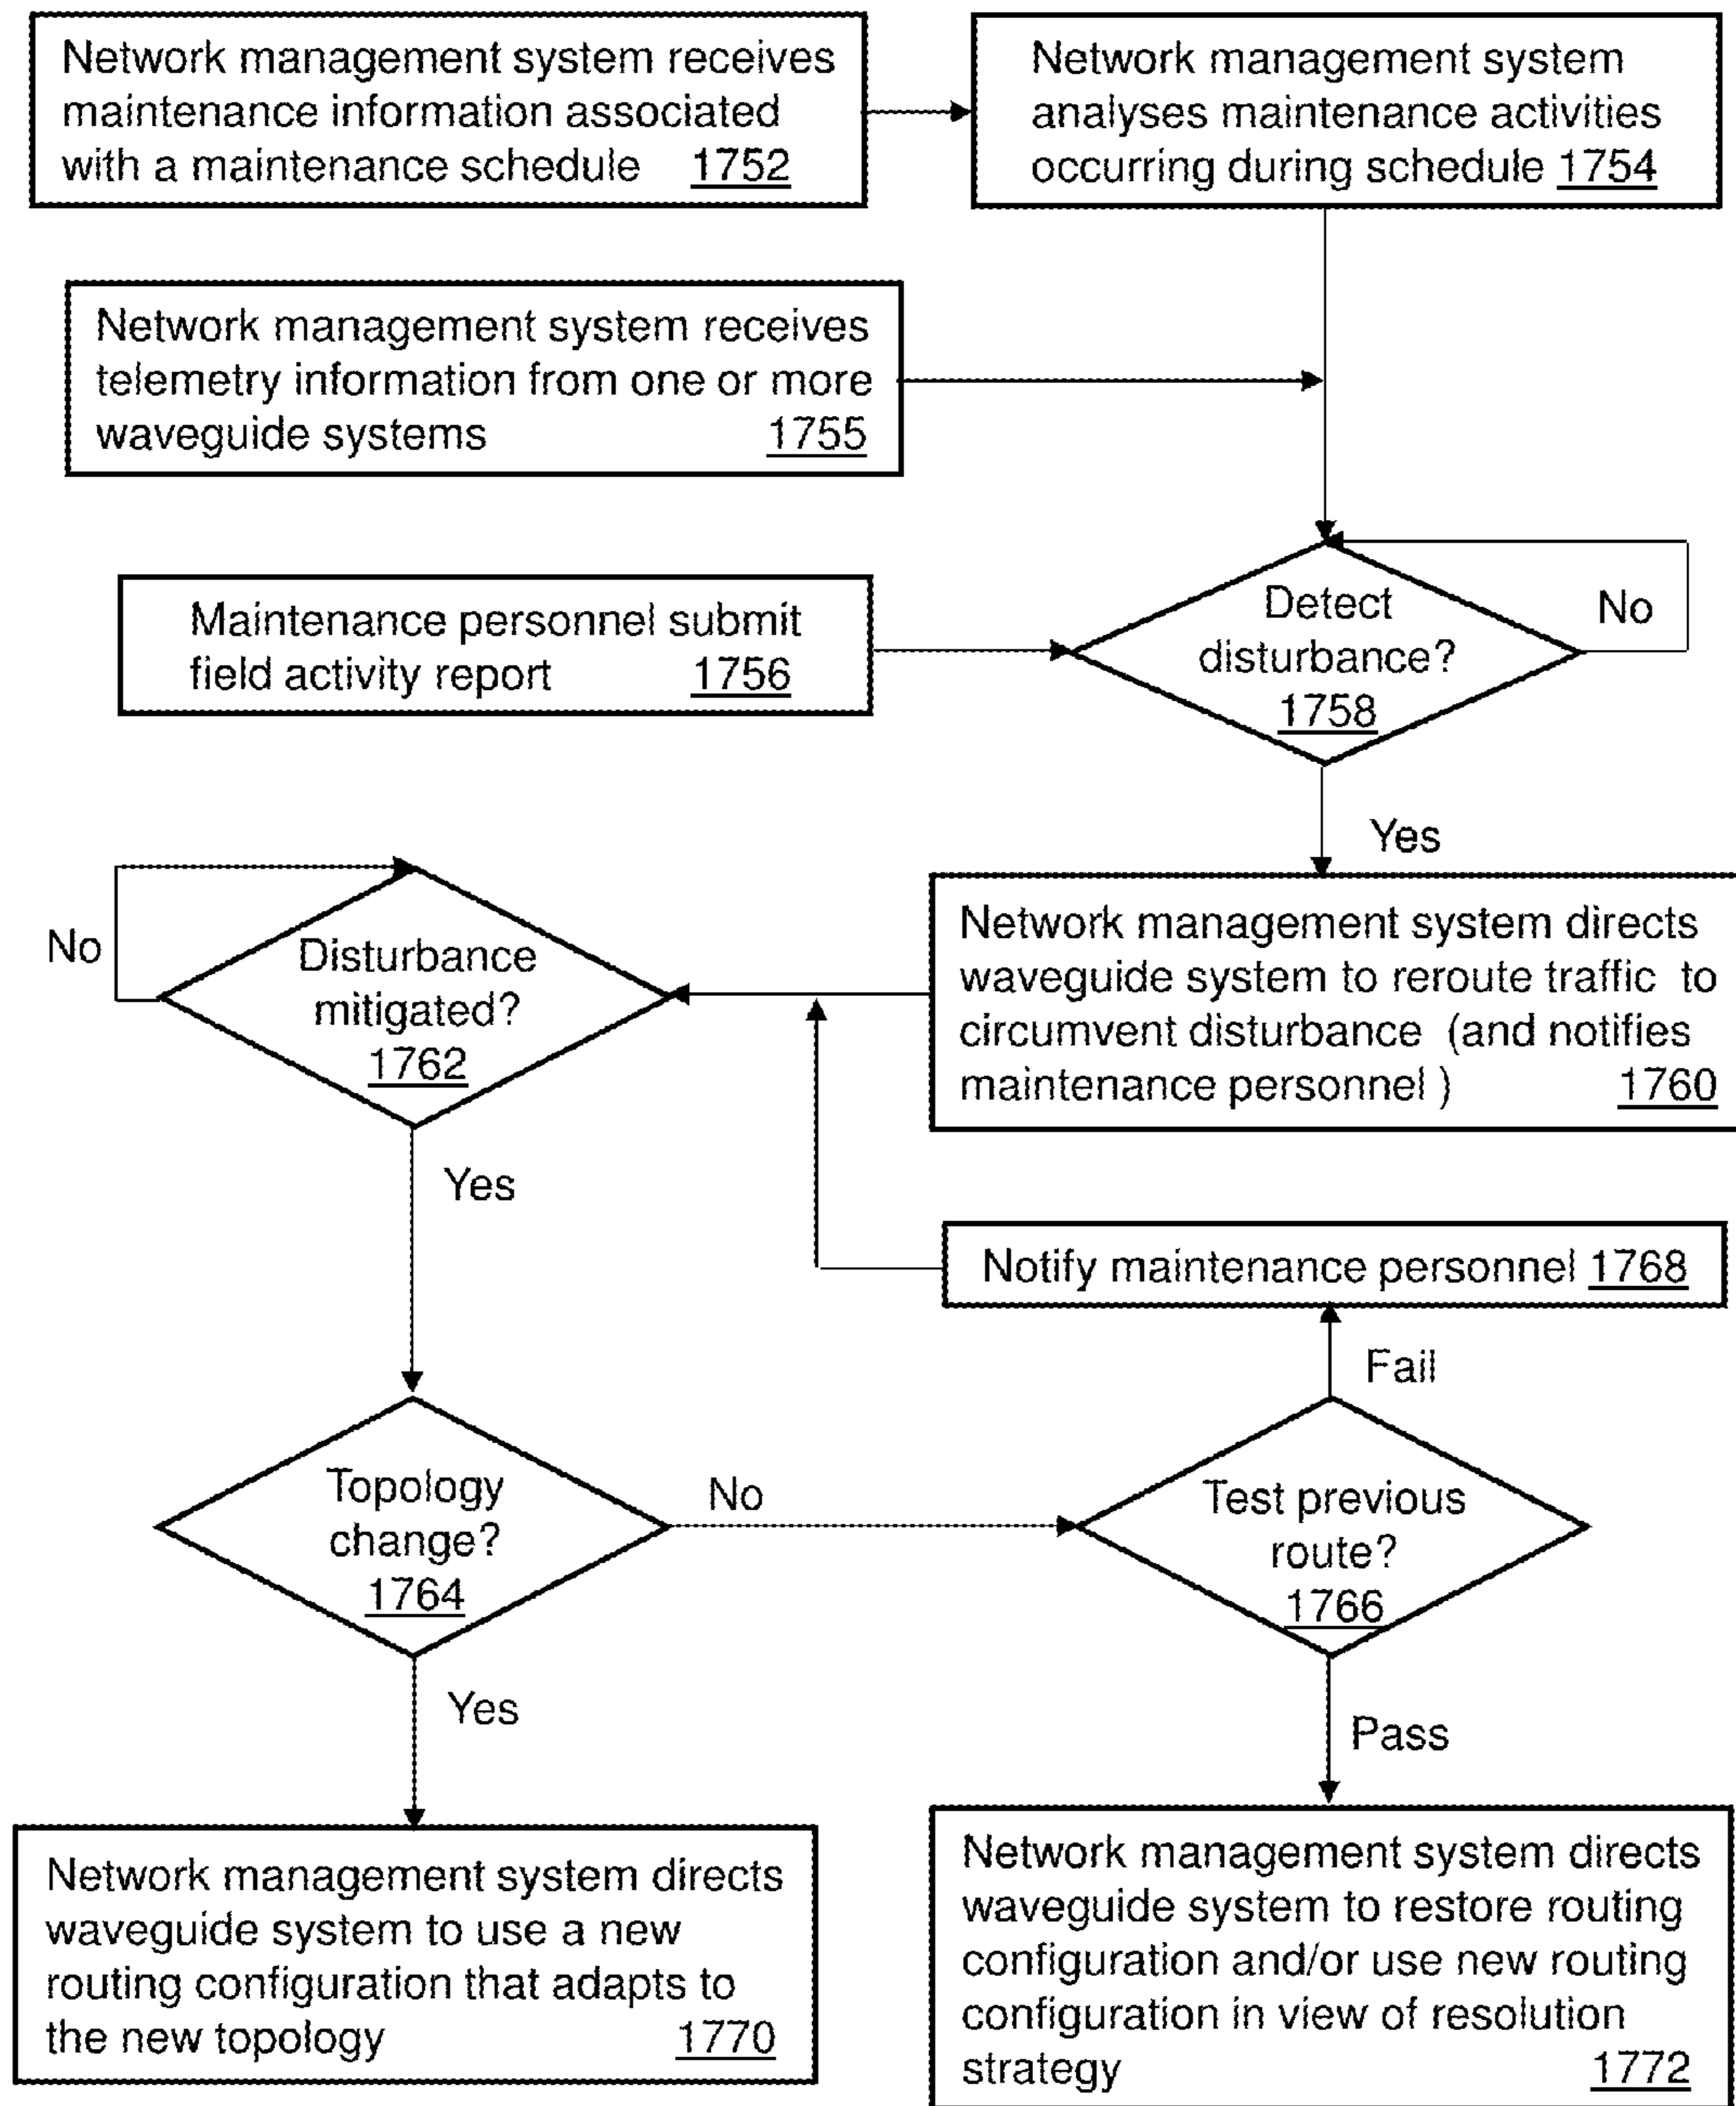 Network management system receives
maintenance information associated
with a maintenance schedule 1752
Network management system
analyses maintenance activities
occurring during schedule 1754
Network management system receives
telemetry information from one or more
waveguide systems 1755
Maintenance personnel submit
field activity report 1756
Detect
disturbance?
1758
No
Yes
Network management system directs
waveguide system to reroute traffic to
circumvent disturbance (and notifies
maintenance personnel ) 1760
No
Disturbance
mitigated?
1762
Yes
Notify maintenance personnel 1768
Fail
Topology
change?
1764
No
Test previous
route?
1766
Yes
Pass
Network management system directs
waveguide system to use a new
routing configuration that adapts to
the new topology 1770
Network management system directs
waveguide system to restore routing
configuration and/or use new routing
configuration in view of resolution
strategy 1772